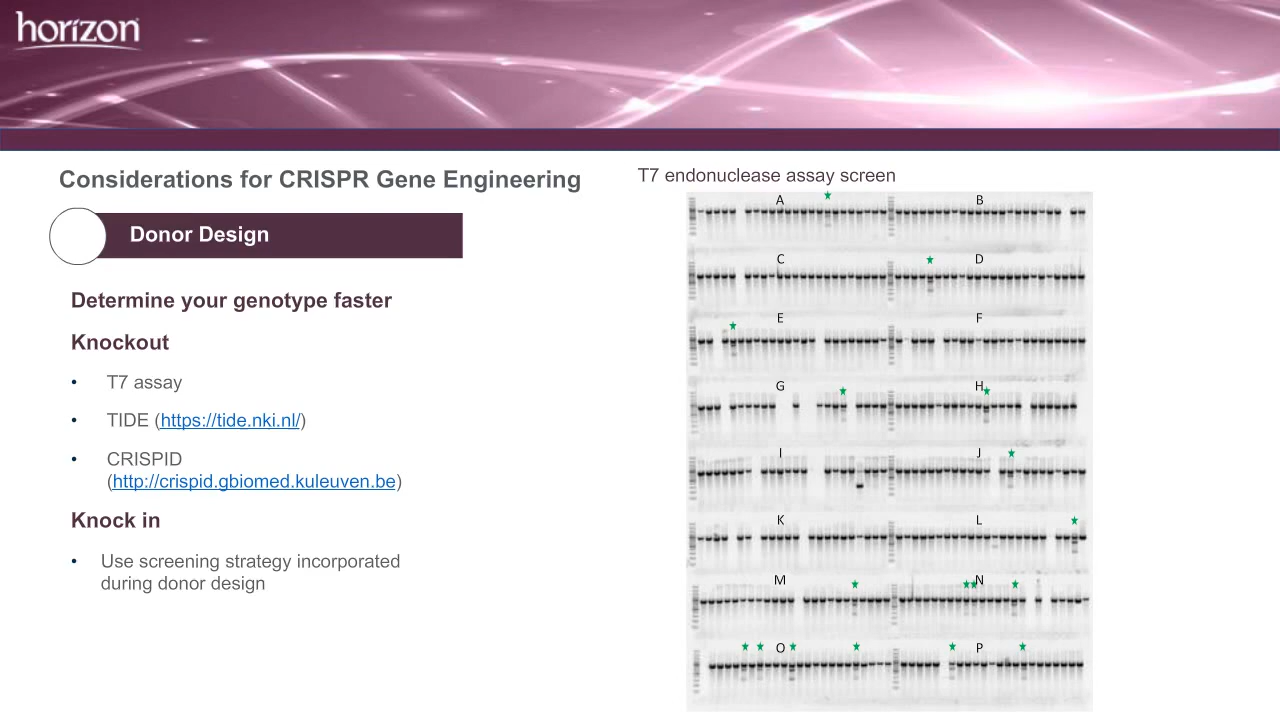 horizon
Considerations for CRISPR Gene Engineering
Donor Design
Determine your genotype faster
Knockout
• T7 assay
• TIDE (https://tide.nki.nl/)
• CRISPID
(http://crispid.gbiomed.kuleuven.be)
Knock in
• Use screening strategy incorporated
during donor design
T7 endonuclease assay screen
A B
C D
E F
G H
I J
K L
M N
O P